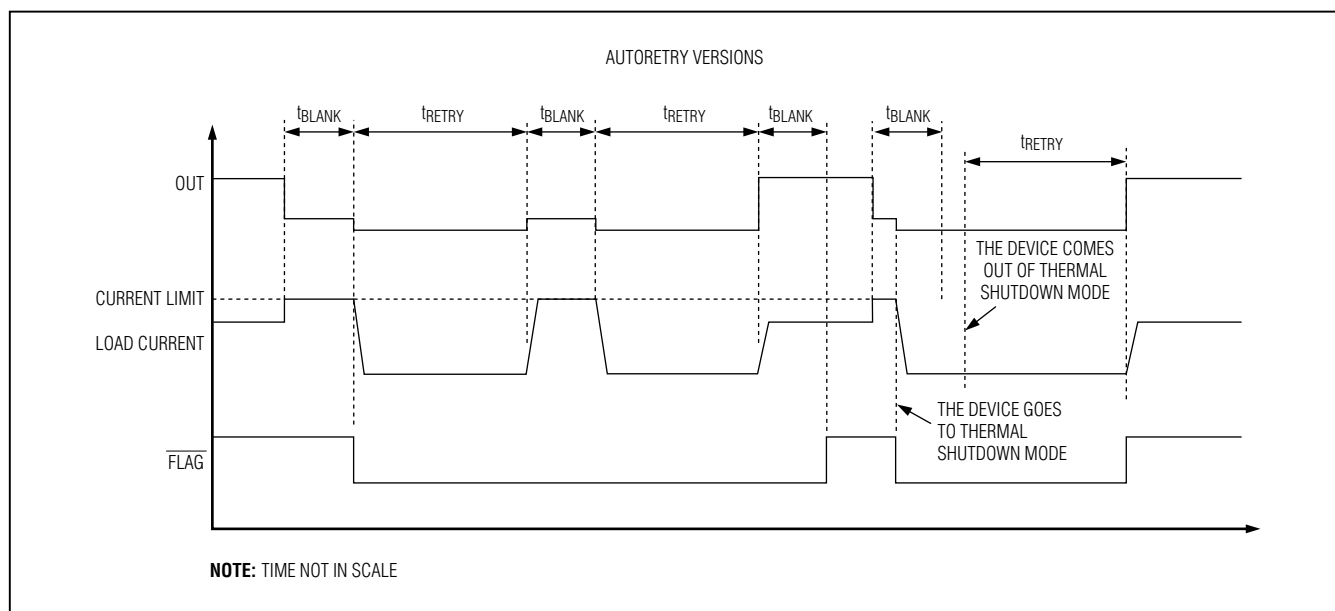 AUTORETRY VERSIONS
tBLANK
tRETRY
tBLANK
tRETRY
tBLANK
tBLANK
tRETRY
OUT
THE DEVICE COMES
OUT OF THERMAL
SHUTDOWN MODE
CURRENT LIMIT
LOAD CURRENT
THE DEVICE GOES
TO THERMAL
SHUTDOWN MODE
FLAG
NOTE: TIME NOT IN SCALE